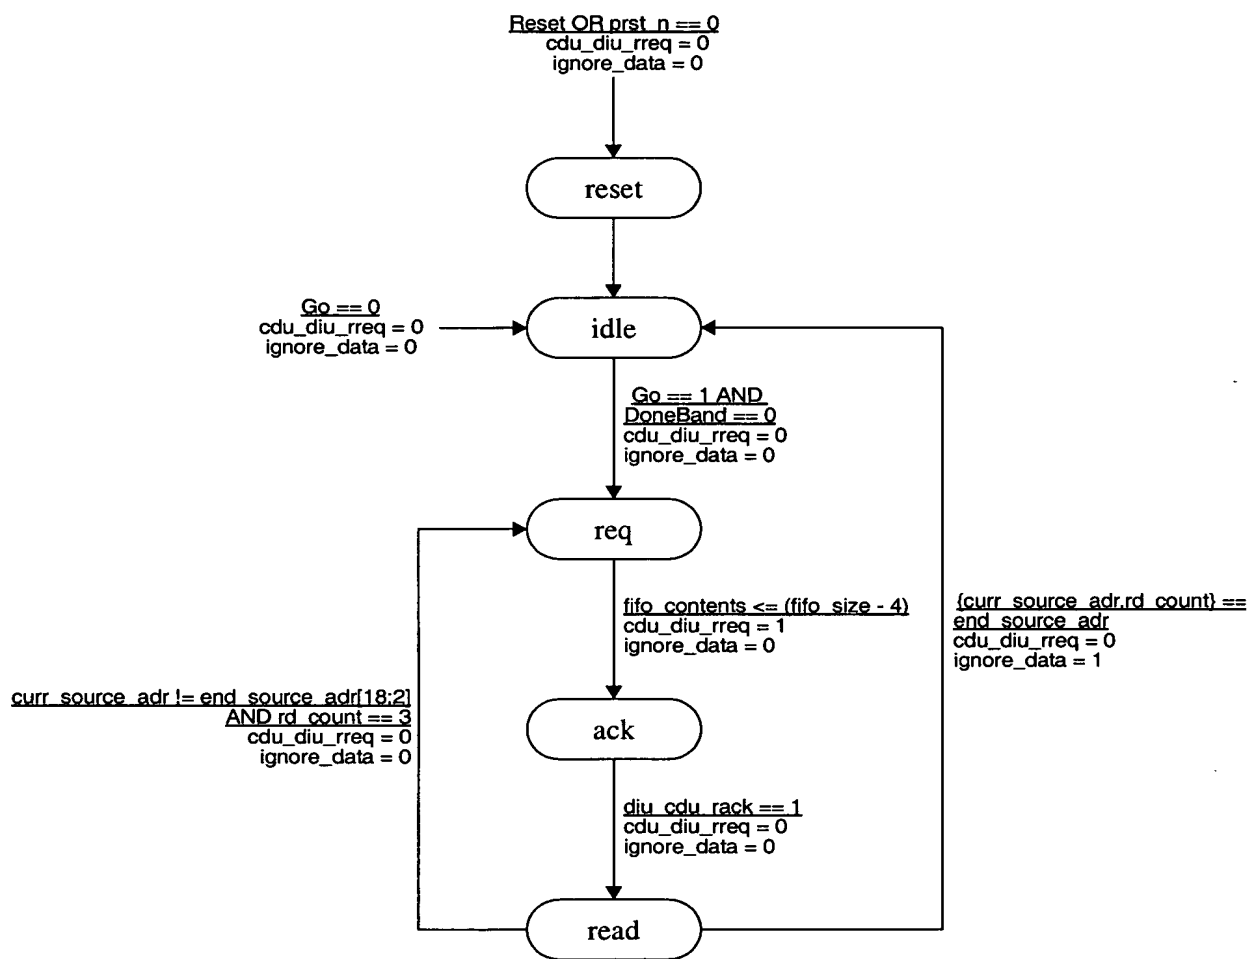 Reset OR prst_n == 0
cdu_diu_rreq = 0
ignore_data = 0
reset
Go == 0
cdu_diu_rreq = 0
ignore_data = 0
idle
Go == 1 AND
DoneBand == 0
cdu_diu_rreq = 0
ignore_data = 0
req
fifo_contents <= (fifo_size - 4)
cdu_diu_rreq = 1
ignore_data = 0
{curr_source_adr,rd_count} ==
end_source_adr
cdu_diu_rreq = 0
ignore_data = 1
curr_source_adr != end_source_adr[18:2]
AND rd_count == 3
cdu_diu_rreq = 0
ignore_data = 0
ack
diu_cdu_rack == 1
cdu_diu_rreq = 0
ignore_data = 0
read